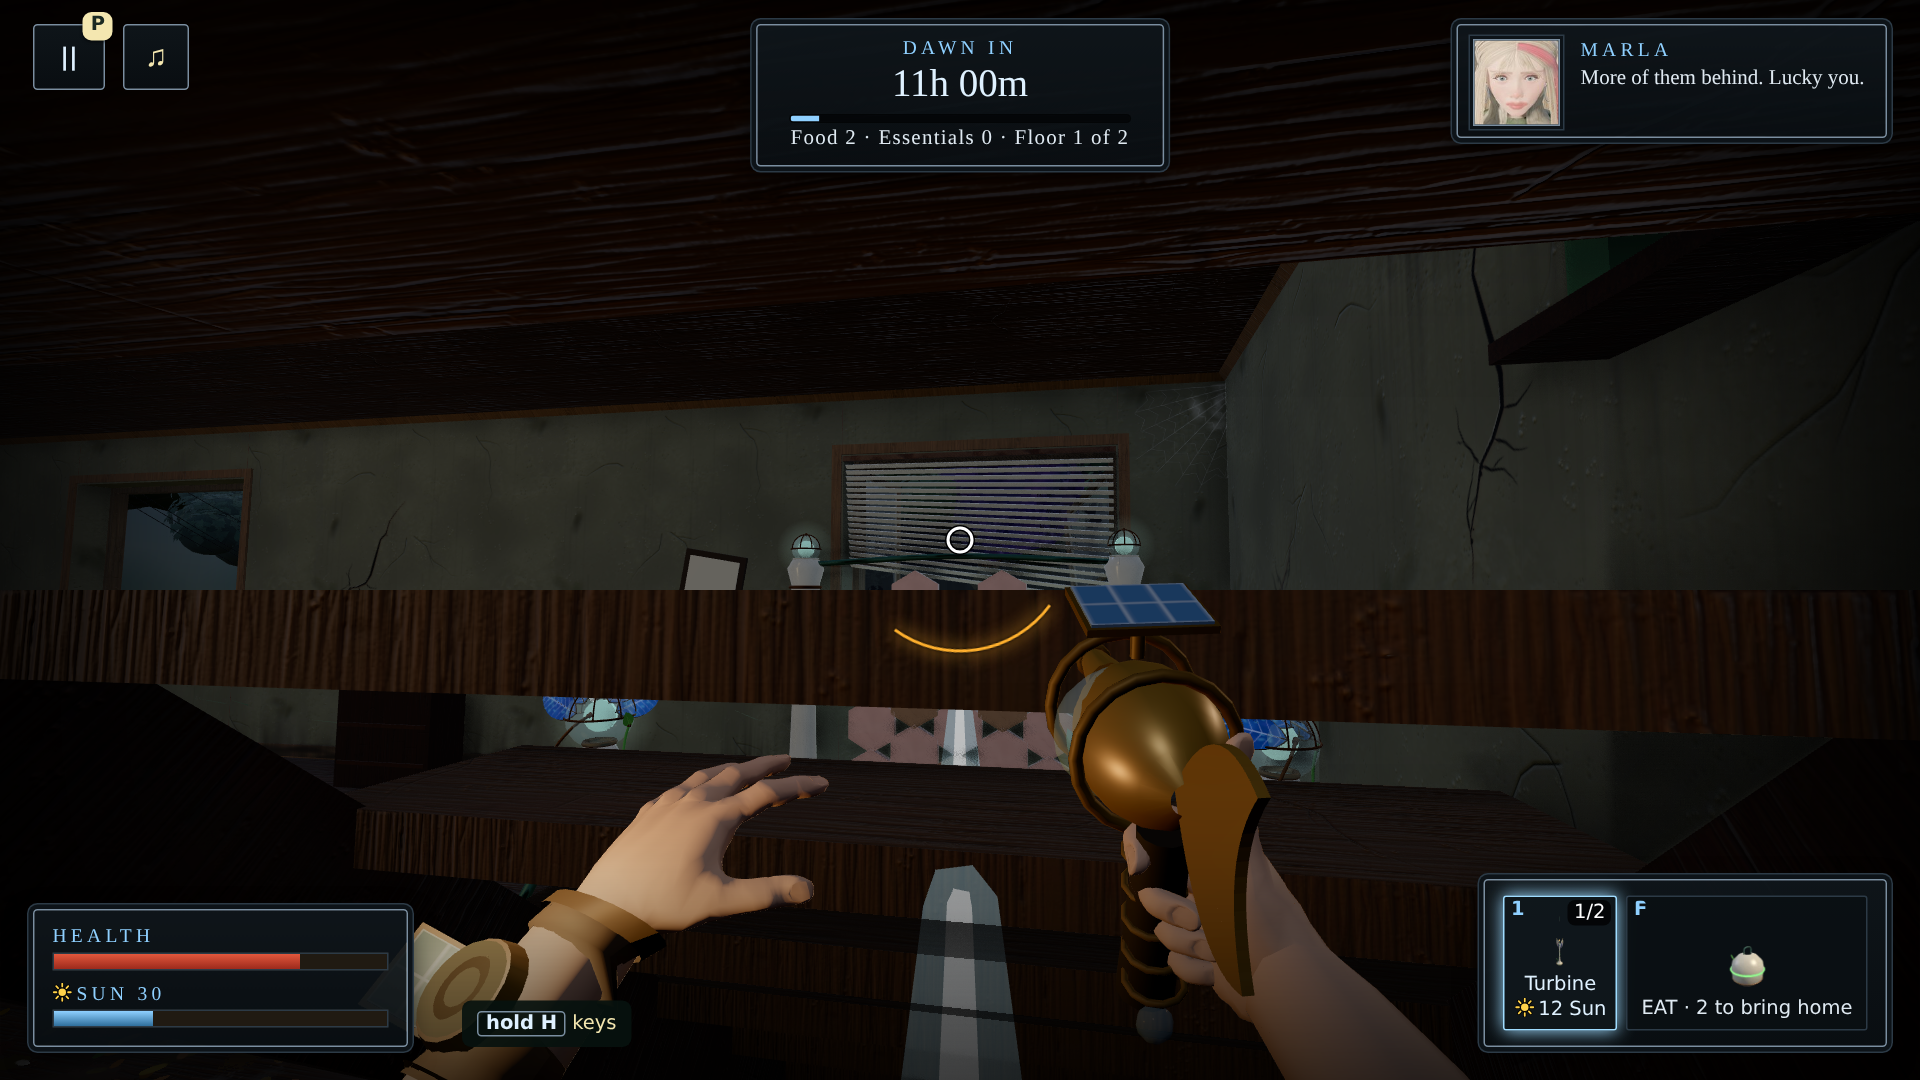 P
DAWN IN
11h 00m
Food 2 · Essentials 0 · Floor 1 of 2
MARLA
More of them behind. Lucky you.
HEALTH
SUN 30
hold H keys
1
1/2
Turbine
12 Sun
F
EAT · 2 to bring home